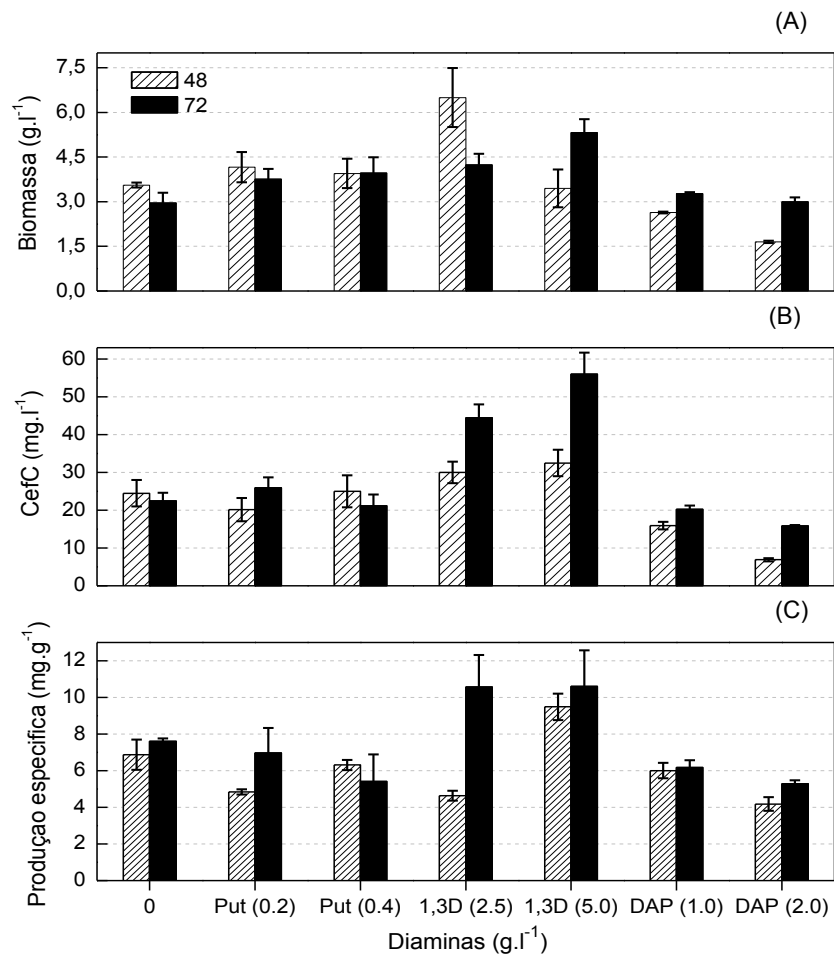 (A)
Biomassa (g.l⁻¹)
7,5
6,0
4,5
3,0
1,5
0,0
48
72
(B)
CefC (mg.l⁻¹)
60
50
40
30
20
10
0
(C)
Produçao especifica (mg.g⁻¹)
12
10
8
6
4
2
0
0 Put (0.2) Put (0.4) 1,3D (2.5) 1,3D (5.0) DAP (1.0) DAP (2.0)
Diaminas (g.l⁻¹)